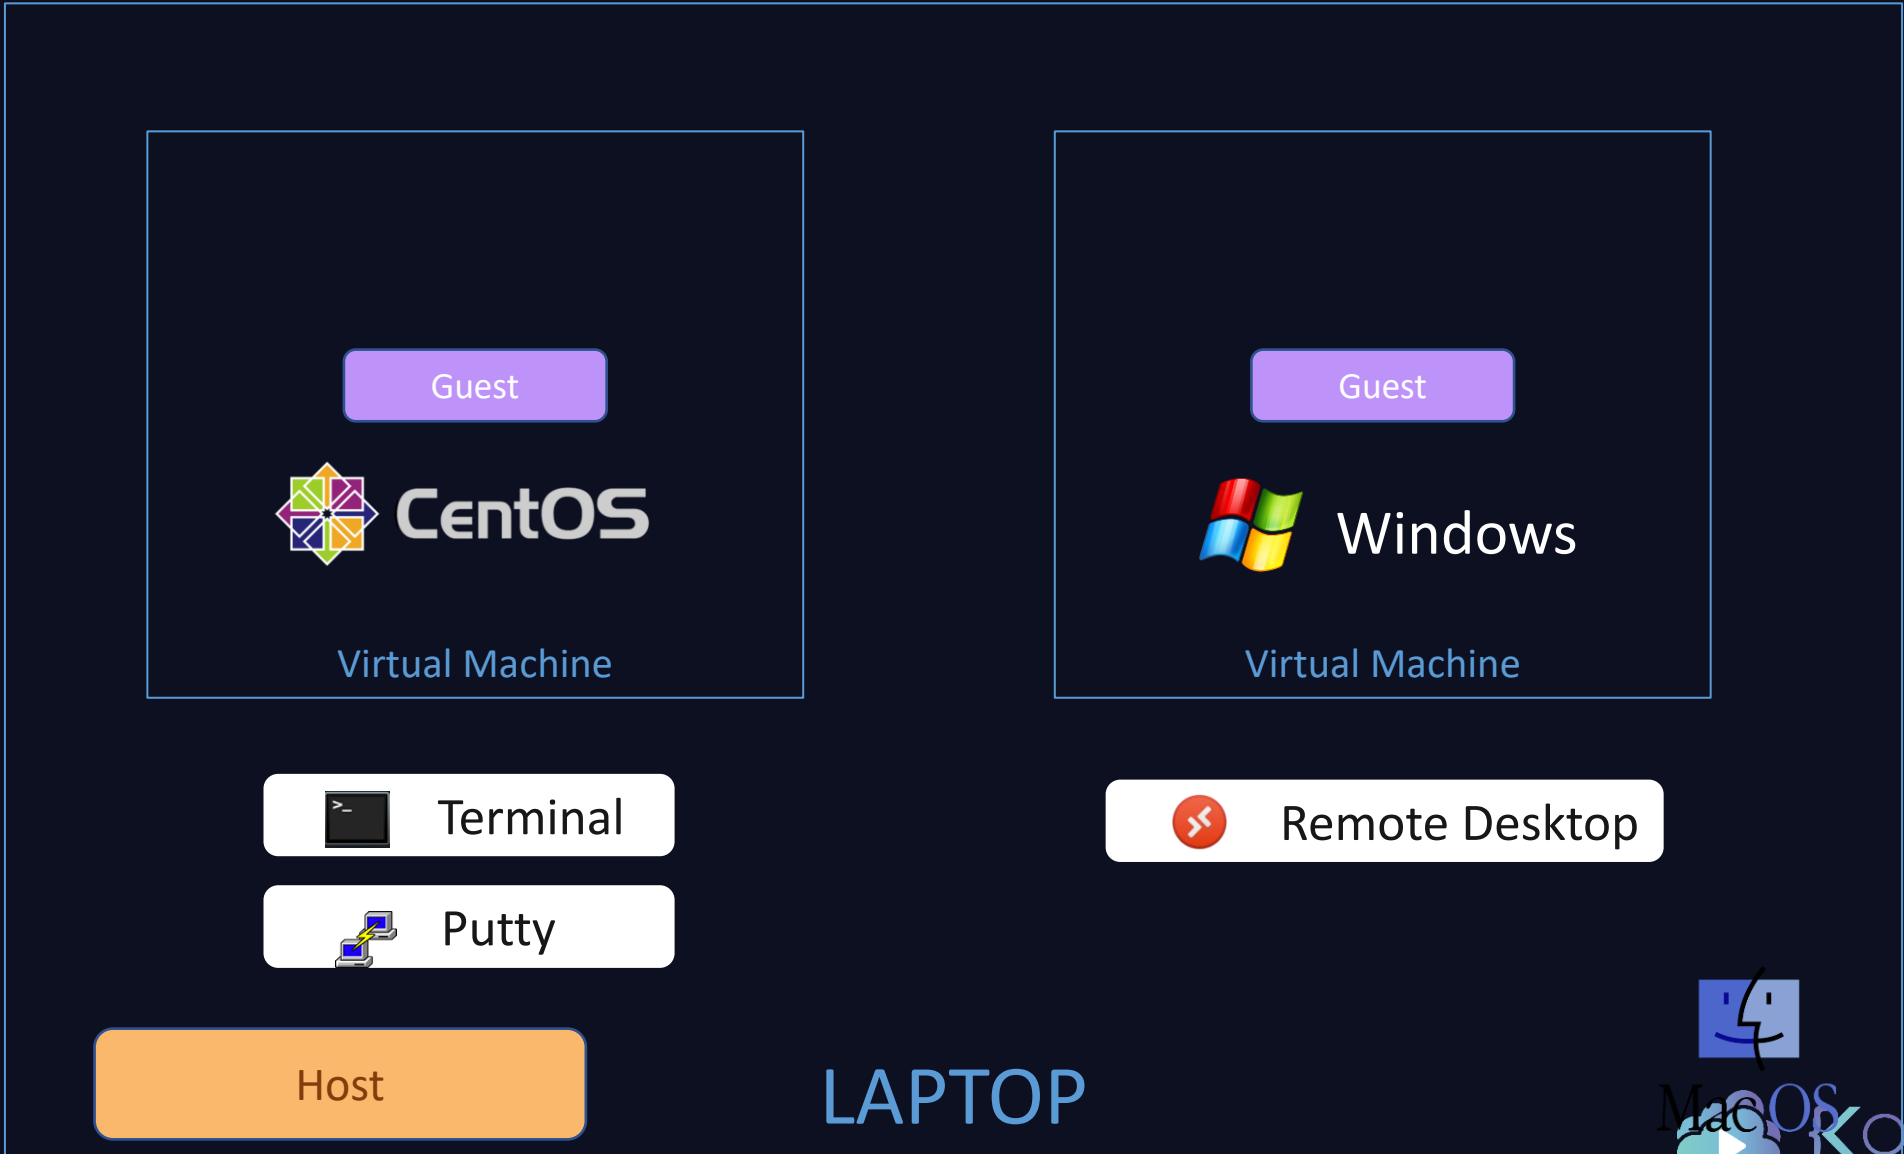 Guest
CentOS
Virtual Machine
Guest
Windows
Virtual Machine
>_ Terminal
Putty
Remote Desktop
Host
LAPTOP
MacOS